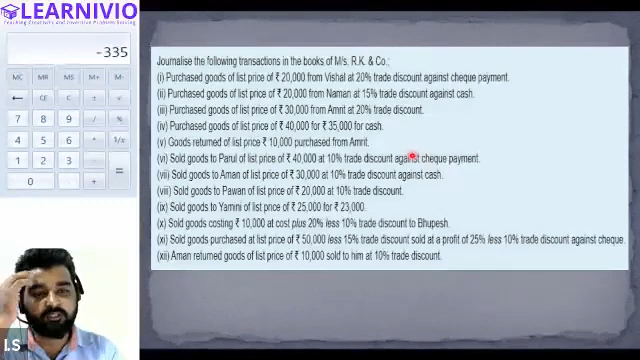 LEARNIVIO
Teaching Creatively and Inventive Problem Solving
-335
MC MR MS M+ M-
← CE C ± √
7 8 9 /
4 5 6 * 1/x
1 2 3 -
0 . +
Journalise the following transactions in the books of M/s. R.K. & Co.:
(i) Purchased goods of list price of ₹ 20,000 from Vishal at 20% trade discount against cheque payment.
(ii) Purchased goods of list price of ₹ 20,000 from Naman at 15% trade discount against cash.
(iii) Purchased goods of list price of ₹ 30,000 from Amrit at 20% trade discount.
(iv) Purchased goods of list price of ₹ 40,000 for ₹ 35,000 for cash.
(v) Goods returned of list price ₹ 10,000 purchased from Amrit.
(vi) Sold goods to Parul of list price of ₹ 40,000 at 10% trade discount against cheque payment.
(vii) Sold goods to Aman of list price of ₹ 30,000 at 10% trade discount against cash.
(viii) Sold goods to Pawan of list price of ₹ 20,000 at 10% trade discount.
(ix) Sold goods to Yamini of list price of ₹ 25,000 for ₹ 23,000.
(x) Sold goods costing ₹ 10,000 at cost plus 20% less 10% trade discount to Bhupesh.
(xi) Sold goods purchased at list price of ₹ 50,000 less 15% trade discount sold at a profit of 25% less 10% trade discount against cheque.
(xii) Aman returned goods of list price of ₹ 10,000 sold to him at 10% trade discount.
I.S